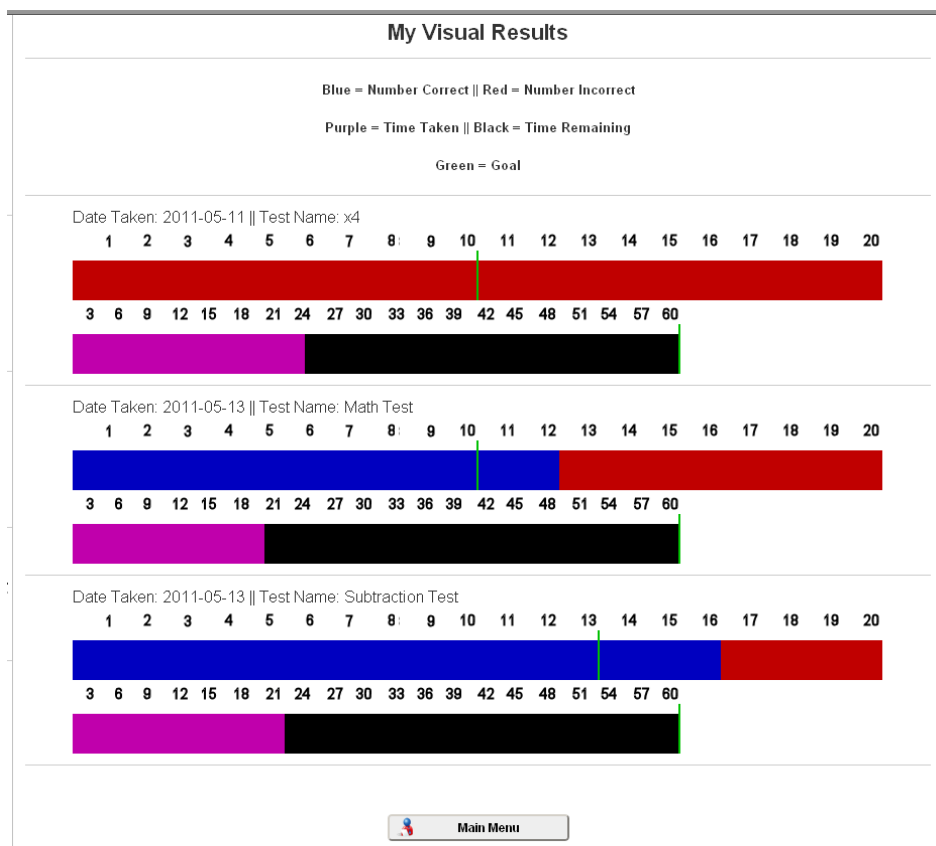 My Visual Results
Blue = Number Correct || Red = Number Incorrect
Purple = Time Taken || Black = Time Remaining
Green = Goal
Date Taken: 2011-05-11 || Test Name: x4
1 2 3 4 5 6 7 8 9 10 11 12 13 14 15 16 17 18 19 20
3 6 9 12 15 18 21 24 27 30 33 36 39 42 45 48 51 54 57 60
Date Taken: 2011-05-13 || Test Name: Math Test
1 2 3 4 5 6 7 8 9 10 11 12 13 14 15 16 17 18 19 20
3 6 9 12 15 18 21 24 27 30 33 36 39 42 45 48 51 54 57 60
Date Taken: 2011-05-13 || Test Name: Subtraction Test
1 2 3 4 5 6 7 8 9 10 11 12 13 14 15 16 17 18 19 20
3 6 9 12 15 18 21 24 27 30 33 36 39 42 45 48 51 54 57 60
Main Menu